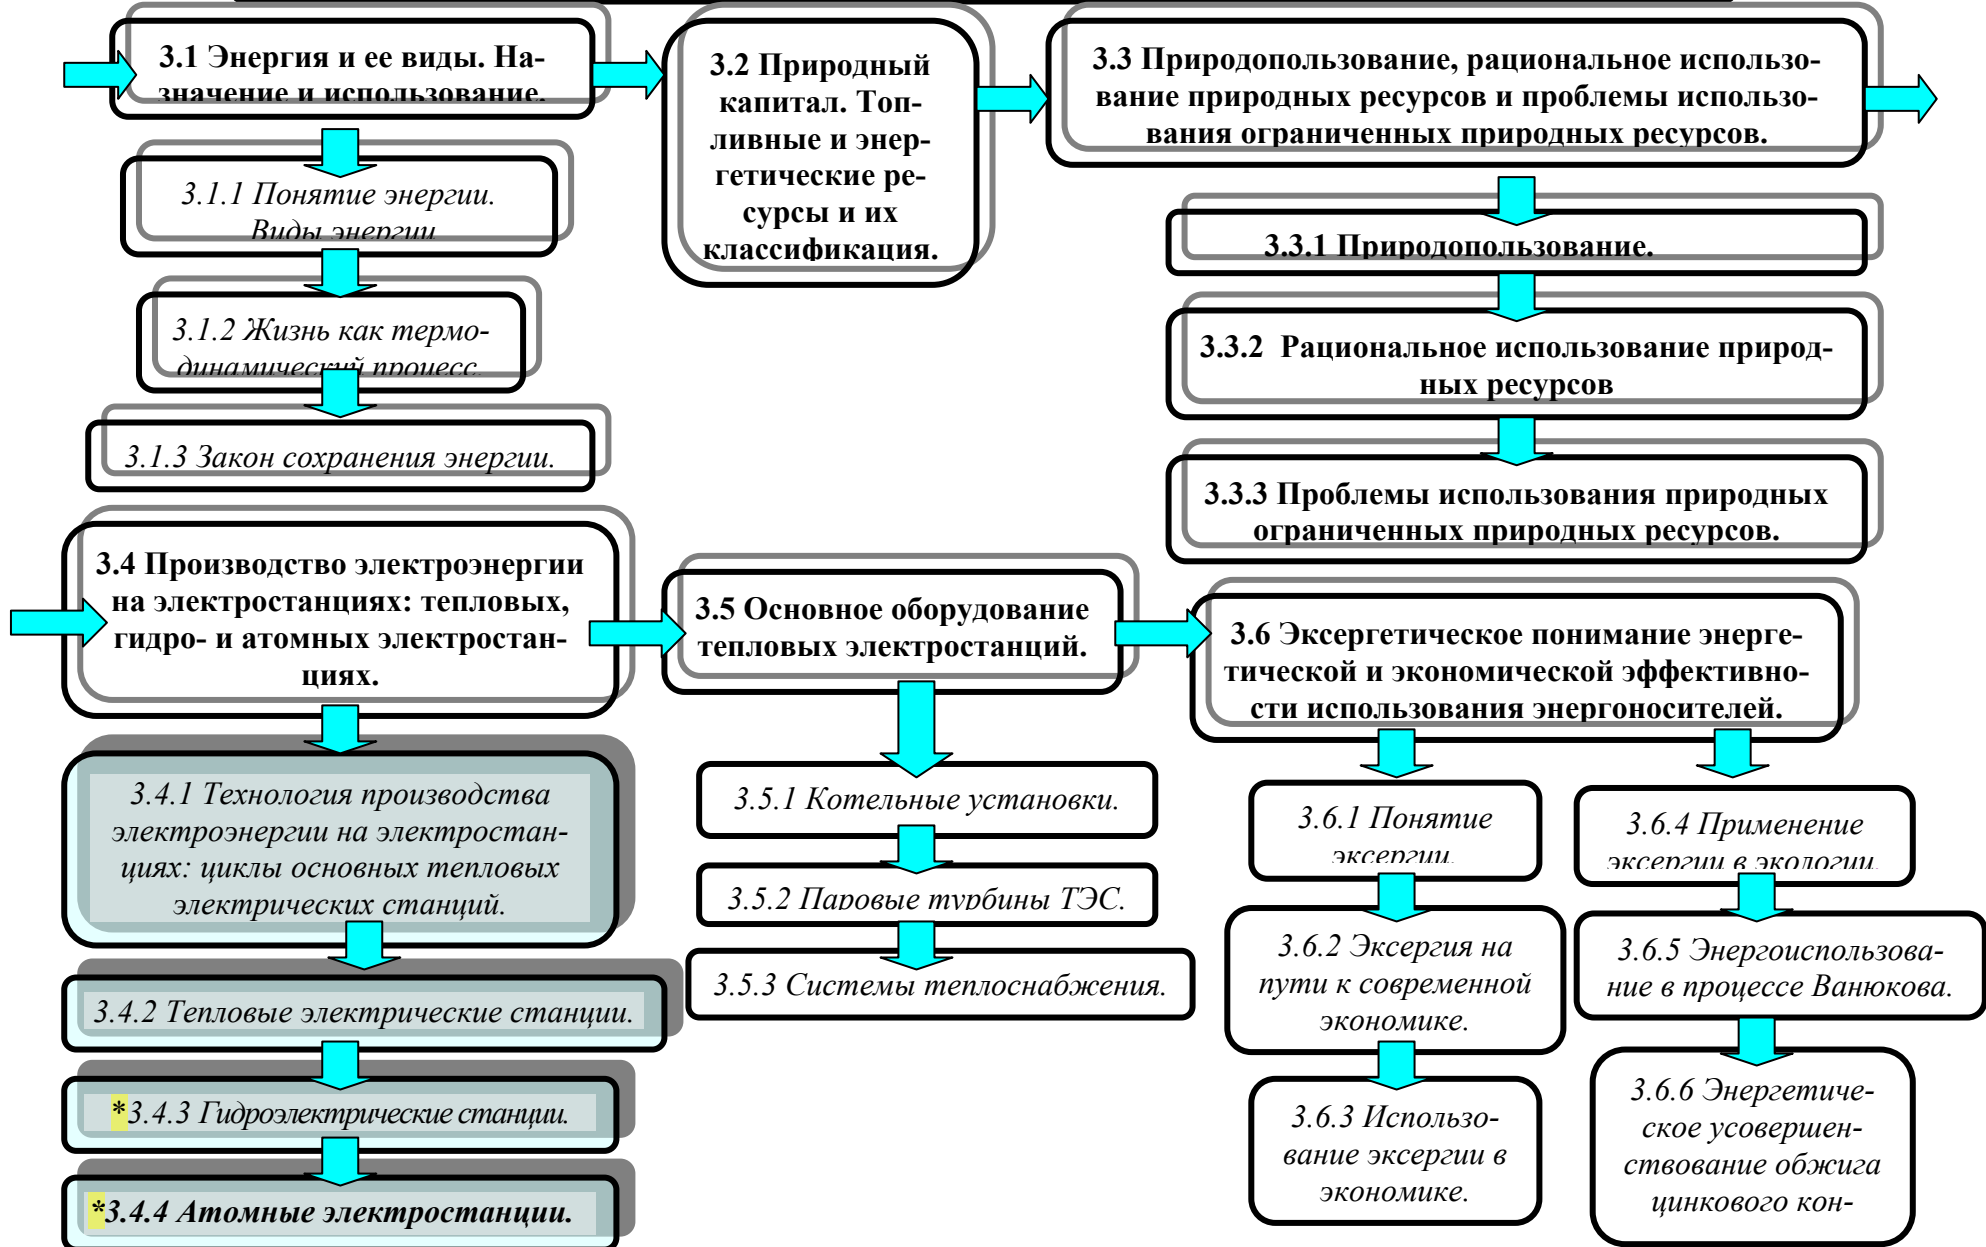 3.1 Энергия и ее виды. На-
значение и использование.
3.1.1 Понятие энергии.
Виды энергии
3.1.2 Жизнь как термо-
динамический процесс.
3.1.3 Закон сохранения энергии.
3.2 Природный
капитал. Топ-
ливные и энер-
гетические ре-
сурсы и их
классификация.
3.3 Природопользование, рациональное использо-
вание природных ресурсов и проблемы использо-
вания ограниченных природных ресурсов.
3.3.1 Природопользование.
3.3.2 Рациональное использование природ-
ных ресурсов
3.3.3 Проблемы использования природных
ограниченных природных ресурсов.
3.4 Производство электроэнергии
на электростанциях: тепловых,
гидро- и атомных электростан-
циях.
3.4.1 Технология производства
электроэнергии на электростан-
циях: циклы основных тепловых
электрических станций.
3.4.2 Тепловые электрические станции.
*3.4.3 Гидроэлектрические станции.
*3.4.4 Атомные электростанции.
3.5 Основное оборудование
тепловых электростанций.
3.5.1 Котельные установки.
3.5.2 Паровые турбины ТЭС.
3.5.3 Системы теплоснабжения.
3.6 Эксергетическое понимание энерге-
тической и экономической эффективно-
сти использования энергоносителей.
3.6.1 Понятие
эксергии.
3.6.2 Эксергия на
пути к современной
экономике.
3.6.3 Использо-
вание эксергии в
экономике.
3.6.4 Применение
эксергии в экологии.
3.6.5 Энергоиспользова-
ние в процессе Ванюкова.
3.6.6 Энергетиче-
ское усовершен-
ствование обжига
цинкового кон-